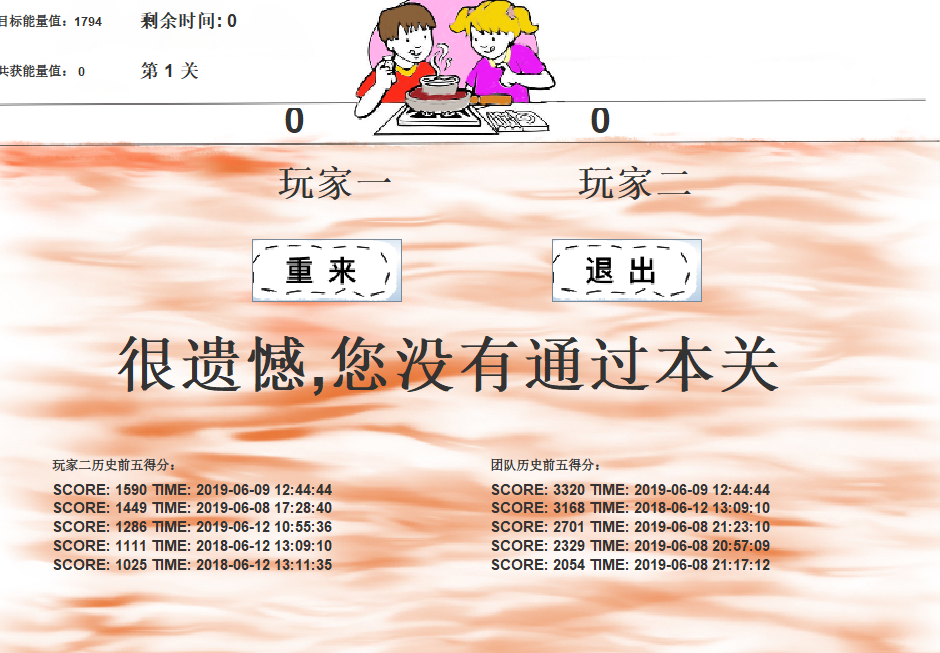 目标能量值：1794
剩余时间: 0
共获能量值： 0
第 1 关
0
0
玩家一
玩家二
重 来
退 出
很遗憾,您没有通过本关
玩家二历史前五得分：
SCORE: 1590 TIME: 2019-06-09 12:44:44
SCORE: 1449 TIME: 2019-06-08 17:28:40
SCORE: 1286 TIME: 2019-06-12 10:55:36
SCORE: 1111 TIME: 2018-06-12 13:09:10
SCORE: 1025 TIME: 2018-06-12 13:11:35
团队历史前五得分：
SCORE: 3320 TIME: 2019-06-09 12:44:44
SCORE: 3168 TIME: 2018-06-12 13:09:10
SCORE: 2701 TIME: 2019-06-08 21:23:10
SCORE: 2329 TIME: 2019-06-08 20:57:09
SCORE: 2054 TIME: 2019-06-08 21:17:12